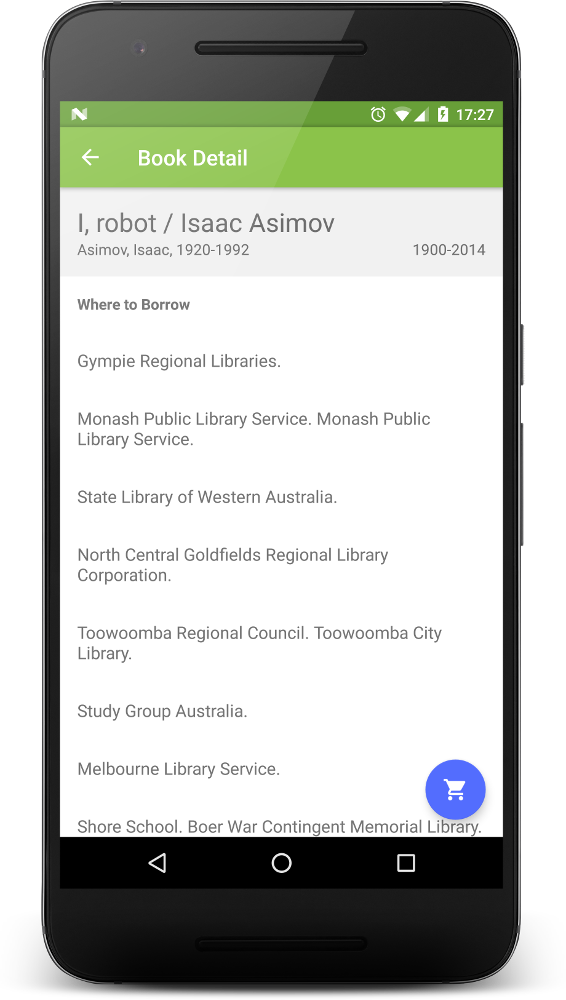 17:27
Book Detail
I, robot / Isaac Asimov
Asimov, Isaac, 1920-1992 1900-2014
Where to Borrow
Gympie Regional Libraries.
Monash Public Library Service. Monash Public
Library Service.
State Library of Western Australia.
North Central Goldfields Regional Library
Corporation.
Toowoomba Regional Council. Toowoomba City
Library.
Study Group Australia.
Melbourne Library Service.
Shore School. Boer War Contingent Memorial Library.